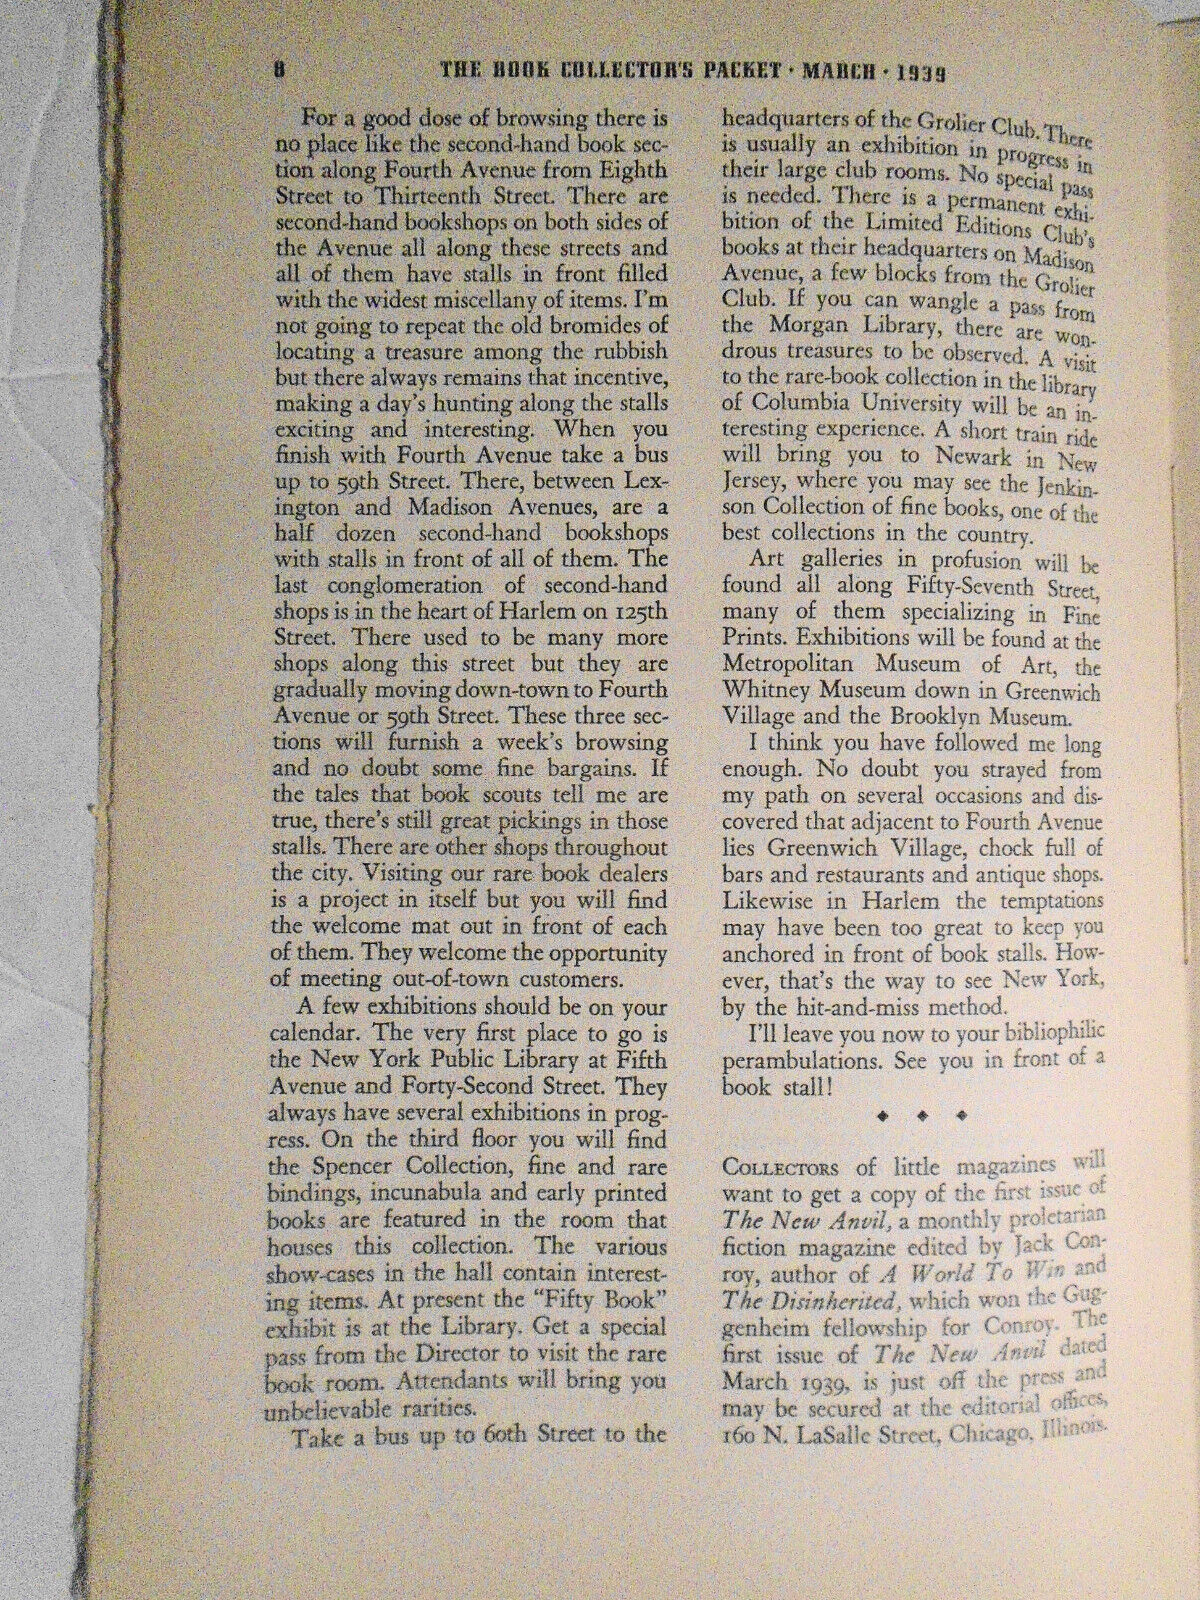 8 THE BOOK COLLECTOR'S PACKET · MARCH · 1939
For a good dose of browsing there is
no place like the second-hand book sec-
tion along Fourth Avenue from Eighth
Street to Thirteenth Street. There are
second-hand bookshops on both sides of
the Avenue all along these streets and
all of them have stalls in front filled
with the widest miscellany of items. I'm
not going to repeat the old bromides of
locating a treasure among the rubbish
but there always remains that incentive,
making a day's hunting along the stalls
exciting and interesting. When you
finish with Fourth Avenue take a bus
up to 59th Street. There, between Lex-
ington and Madison Avenues, are a
half dozen second-hand bookshops
with stalls in front of all of them. The
last conglomeration of second-hand
shops is in the heart of Harlem on 125th
Street. There used to be many more
shops along this street but they are
gradually moving down-town to Fourth
Avenue or 59th Street. These three sec-
tions will furnish a week's browsing
and no doubt some fine bargains. If
the tales that book scouts tell me are
true, there's still great pickings in those
stalls. There are other shops throughout
the city. Visiting our rare book dealers
is a project in itself but you will find
the welcome mat out in front of each
of them. They welcome the opportunity
of meeting out-of-town customers.
A few exhibitions should be on your
calendar. The very first place to go is
the New York Public Library at Fifth
Avenue and Forty-Second Street. They
always have several exhibitions in prog-
ress. On the third floor you will find
the Spencer Collection, fine and rare
bindings, incunabula and early printed
books are featured in the room that
houses this collection. The various
show-cases in the hall contain interest-
ing items. At present the "Fifty Book"
exhibit is at the Library. Get a special
pass from the Director to visit the rare
book room. Attendants will bring you
unbelievable rarities.
Take a bus up to 60th Street to the
headquarters of the Grolier Club. There
is usually an exhibition in progress in
their large club rooms. No special pass
is needed. There is a permanent exhi-
bition of the Limited Editions Club's
books at their headquarters on Madison
Avenue, a few blocks from the Grolier
Club. If you can wangle a pass from
the Morgan Library, there are won-
drous treasures to be observed. A visit
to the rare-book collection in the library
of Columbia University will be an in-
teresting experience. A short train ride
will bring you to Newark in New
Jersey, where you may see the Jenkin-
son Collection of fine books, one of the
best collections in the country.
Art galleries in profusion will be
found all along Fifty-Seventh Street,
many of them specializing in Fine
Prints. Exhibitions will be found at the
Metropolitan Museum of Art, the
Whitney Museum down in Greenwich
Village and the Brooklyn Museum.
I think you have followed me long
enough. No doubt you strayed from
my path on several occasions and dis-
covered that adjacent to Fourth Avenue
lies Greenwich Village, chock full of
bars and restaurants and antique shops.
Likewise in Harlem the temptations
may have been too great to keep you
anchored in front of book stalls. How-
ever, that's the way to see New York,
by the hit-and-miss method.
I'll leave you now to your bibliophilic
perambulations. See you in front of a
book stall!
◆ ◆ ◆
COLLECTORS of little magazines will
want to get a copy of the first issue of
The New Anvil, a monthly proletarian
fiction magazine edited by Jack Con-
roy, author of A World To Win and
The Disinherited, which won the Gug-
genheim fellowship for Conroy. The
first issue of The New Anvil dated
March 1939, is just off the press and
may be secured at the editorial offices,
160 N. LaSalle Street, Chicago, Illinois.